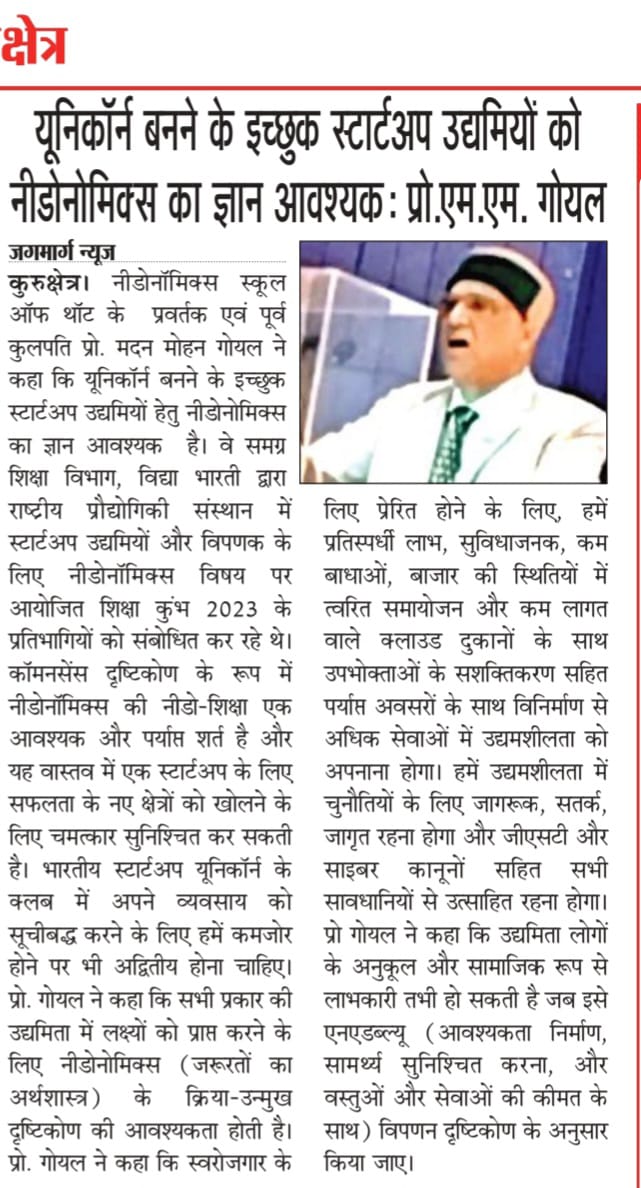 क्षेत्र
यूनिकॉर्न बनने के इच्छुक स्टार्टअप उद्यमियों को
नीडोनोमिक्स का ज्ञान आवश्यक: प्रो.एम.एम. गोयल
जगमार्ग न्यूज
कुरुक्षेत्र। नीडोनॉमिक्स स्कूल
ऑफ थॉट के प्रवर्तक एवं पूर्व
कुलपति प्रो. मदन मोहन गोयल ने
कहा कि यूनिकॉर्न बनने के इच्छुक
स्टार्टअप उद्यमियों हेतु नीडोनोमिक्स
का ज्ञान आवश्यक है। वे समग्र
शिक्षा विभाग, विद्या भारती द्वारा
राष्ट्रीय प्रौद्योगिकी संस्थान में
स्टार्टअप उद्यमियों और विपणक के
लिए नीडोनॉमिक्स विषय पर
आयोजित शिक्षा कुंभ 2023 के
प्रतिभागियों को संबोधित कर रहे थे।
कॉमनसेंस दृष्टिकोण के रूप में
नीडोनॉमिक्स की नीडो-शिक्षा एक
आवश्यक और पर्याप्त शर्त है और
यह वास्तव में एक स्टार्टअप के लिए
सफलता के नए क्षेत्रों को खोलने के
लिए चमत्कार सुनिश्चित कर सकती
है। भारतीय स्टार्टअप यूनिकॉर्न के
क्लब में अपने व्यवसाय को
सूचीबद्ध करने के लिए हमें कमजोर
होने पर भी अद्वितीय होना चाहिए।
प्रो. गोयल ने कहा कि सभी प्रकार की
उद्यमिता में लक्ष्यों को प्राप्त करने के
लिए नीडोनोमिक्स (जरूरतों का
अर्थशास्त्र) के क्रिया-उन्मुख
दृष्टिकोण की आवश्यकता होती है।
प्रो. गोयल ने कहा कि स्वरोजगार के
लिए प्रेरित होने के लिए, हमें
प्रतिस्पर्धी लाभ, सुविधाजनक, कम
बाधाओं, बाजार की स्थितियों में
त्वरित समायोजन और कम लागत
वाले क्लाउड दुकानों के साथ
उपभोक्ताओं के सशक्तिकरण सहित
पर्याप्त अवसरों के साथ विनिर्माण से
अधिक सेवाओं में उद्यमशीलता को
अपनाना होगा। हमें उद्यमशीलता में
चुनौतियों के लिए जागरूक, सतर्क,
जागृत रहना होगा और जीएसटी और
साइबर कानूनों सहित सभी
सावधानियों से उत्साहित रहना होगा।
प्रो गोयल ने कहा कि उद्यमिता लोगों
के अनुकूल और सामाजिक रूप से
लाभकारी तभी हो सकती है जब इसे
एनएडब्ल्यू (आवश्यकता निर्माण,
सामर्थ्य सुनिश्चित करना, और
वस्तुओं और सेवाओं की कीमत के
साथ) विपणन दृष्टिकोण के अनुसार
किया जाए।